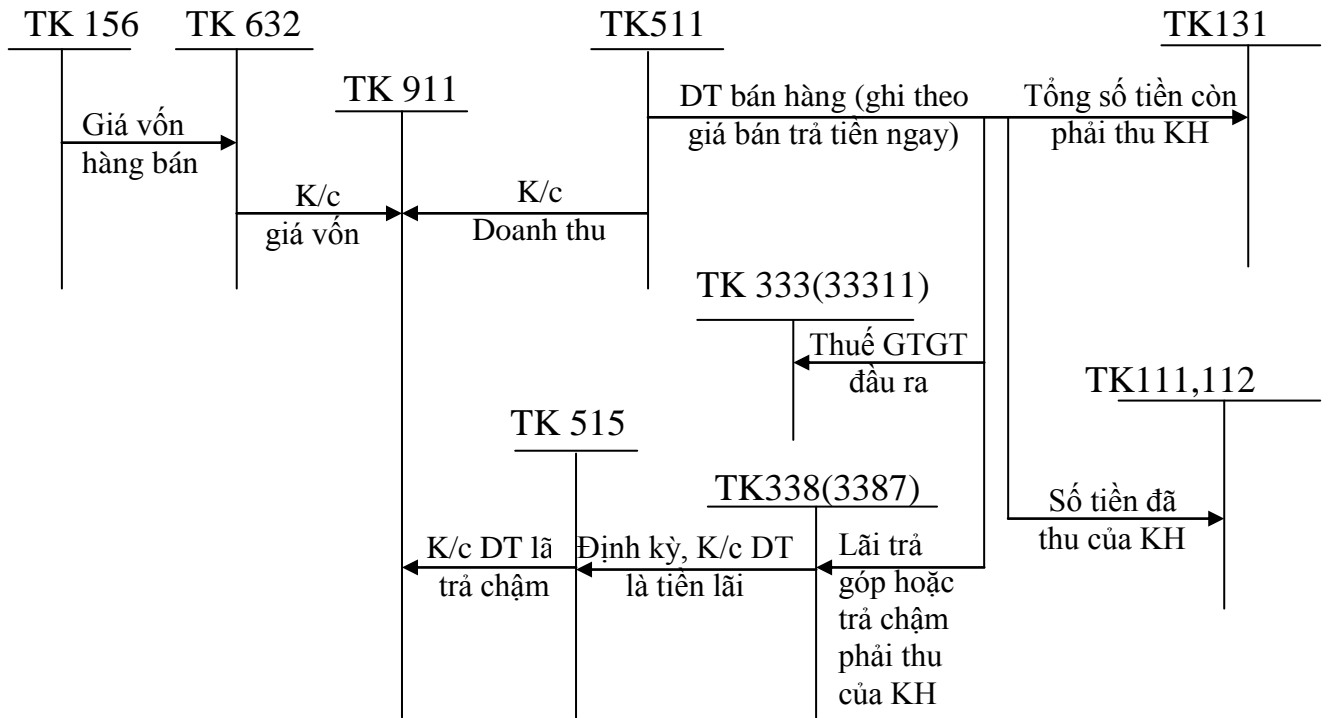 TK 156
TK 632
TK511
TK131
TK 911
DT bán hàng (ghi theo
giá bán trả tiền ngay)
Tổng số tiền còn
phải thu KH
Giá vốn
hàng bán
K/c
giá vốn
K/c
Doanh thu
TK 333(33311)
Thuế GTGT
đầu ra
TK111,112
TK 515
TK338(3387)
Số tiền đã
thu của KH
K/c DT lã
trả chậm
Định kỳ, K/c DT
là tiền lãi
Lãi trả
góp hoặc
trả chậm
phải thu
của KH